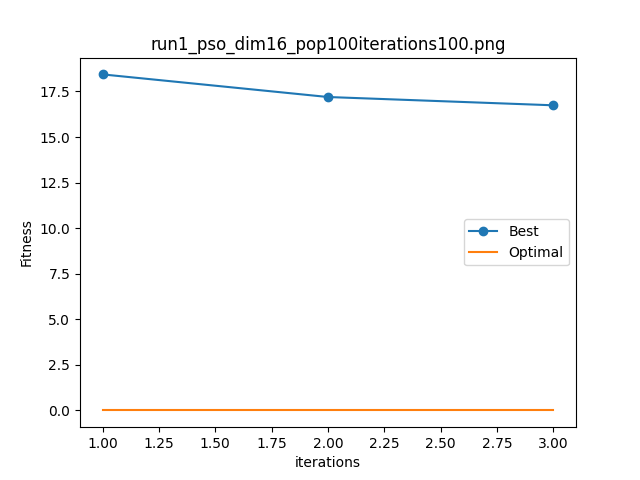 run1_pso_dim16_pop100iterations100.png
17.5
15.0
12.5
10.0
7.5
5.0
2.5
0.0
Fitness
Best
Optimal
1.00 1.25 1.50 1.75 2.00 2.25 2.50 2.75 3.00
iterations